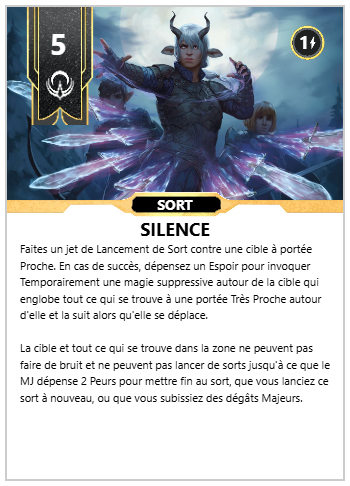 5
1
SORT
SILENCE
Faites un jet de Lancement de Sort contre une cible à portée
Proche. En cas de succès, dépensez un Espoir pour invoquer
Temporairement une magie suppressive autour de la cible qui
englobe tout ce qui se trouve à une portée Très Proche autour
d'elle et la suit alors qu'elle se déplace.
La cible et tout ce qui se trouve dans la zone ne peuvent pas
faire de bruit et ne peuvent pas lancer de sorts jusqu'à ce que le
MJ dépense 2 Peurs pour mettre fin au sort, que vous lanciez ce
sort à nouveau, ou que vous subissiez des dégâts Majeurs.